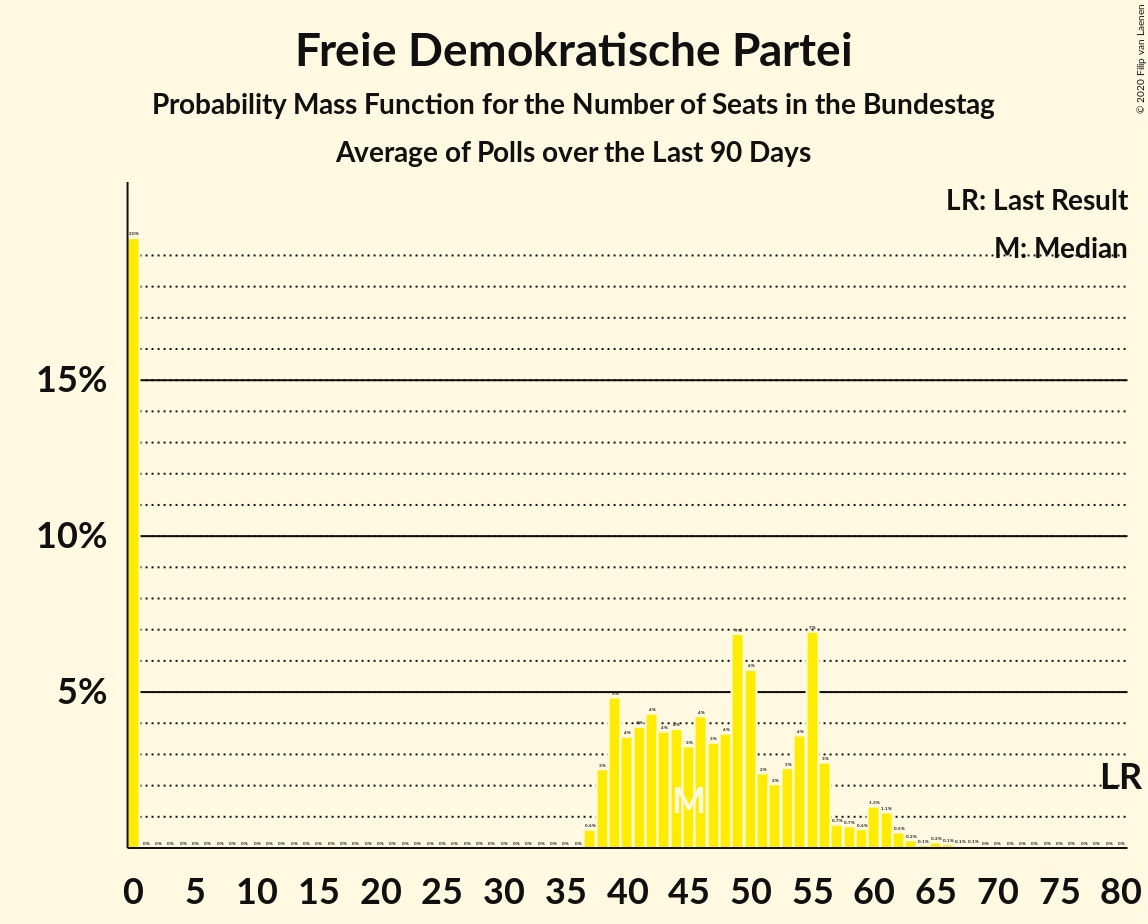 Freie Demokratische Partei
Probability Mass Function for the Number of Seats in the Bundestag
Average of Polls over the Last 90 Days
© 2020 Filip van Laenen
LR: Last Result
M: Median
15%
10%
5%
LR
M
0 5 10 15 20 25 30 35 40 45 50 55 60 65 70 75 80